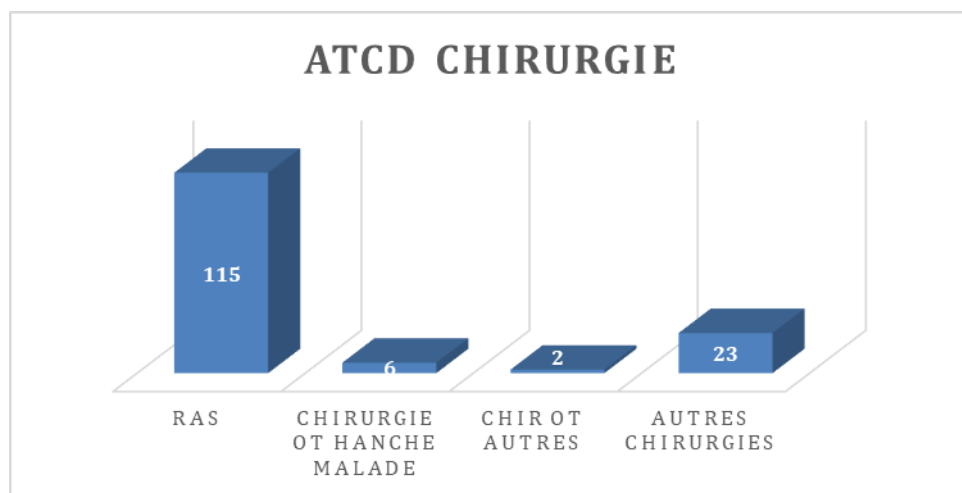 ATCD CHIRURGIE
115
6
2
23
RAS
CHIRURGIE
OT HANCHE
MALADE
CHIR OT
AUTRES
AUTRES
CHIRURGIES